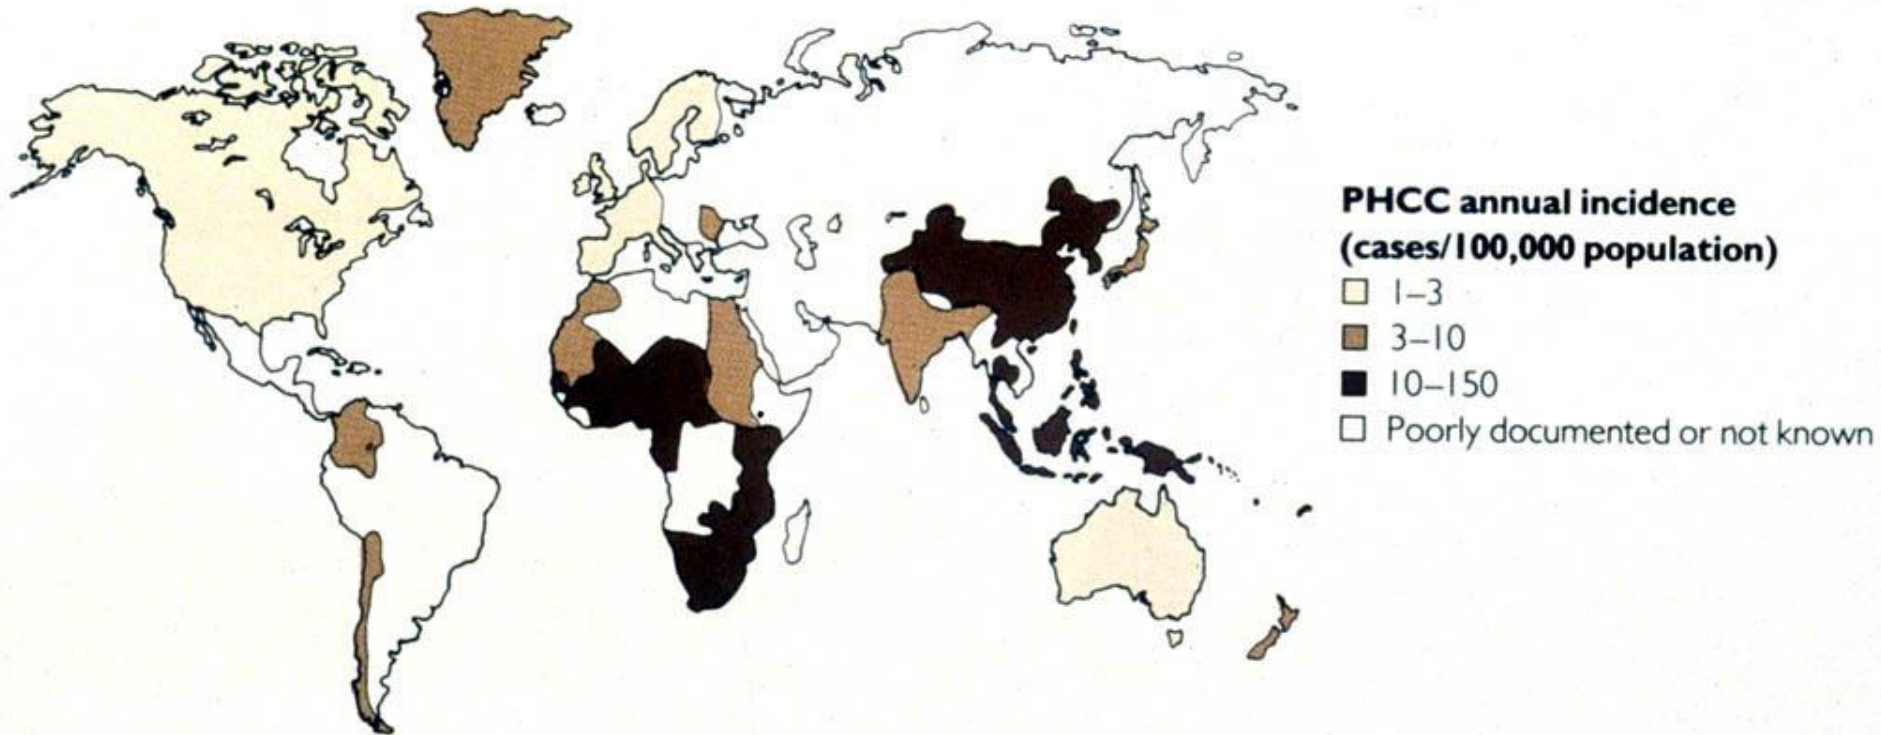 PHCC annual incidence
(cases/100,000 population)
1–3
3–10
10–150
Poorly documented or not known